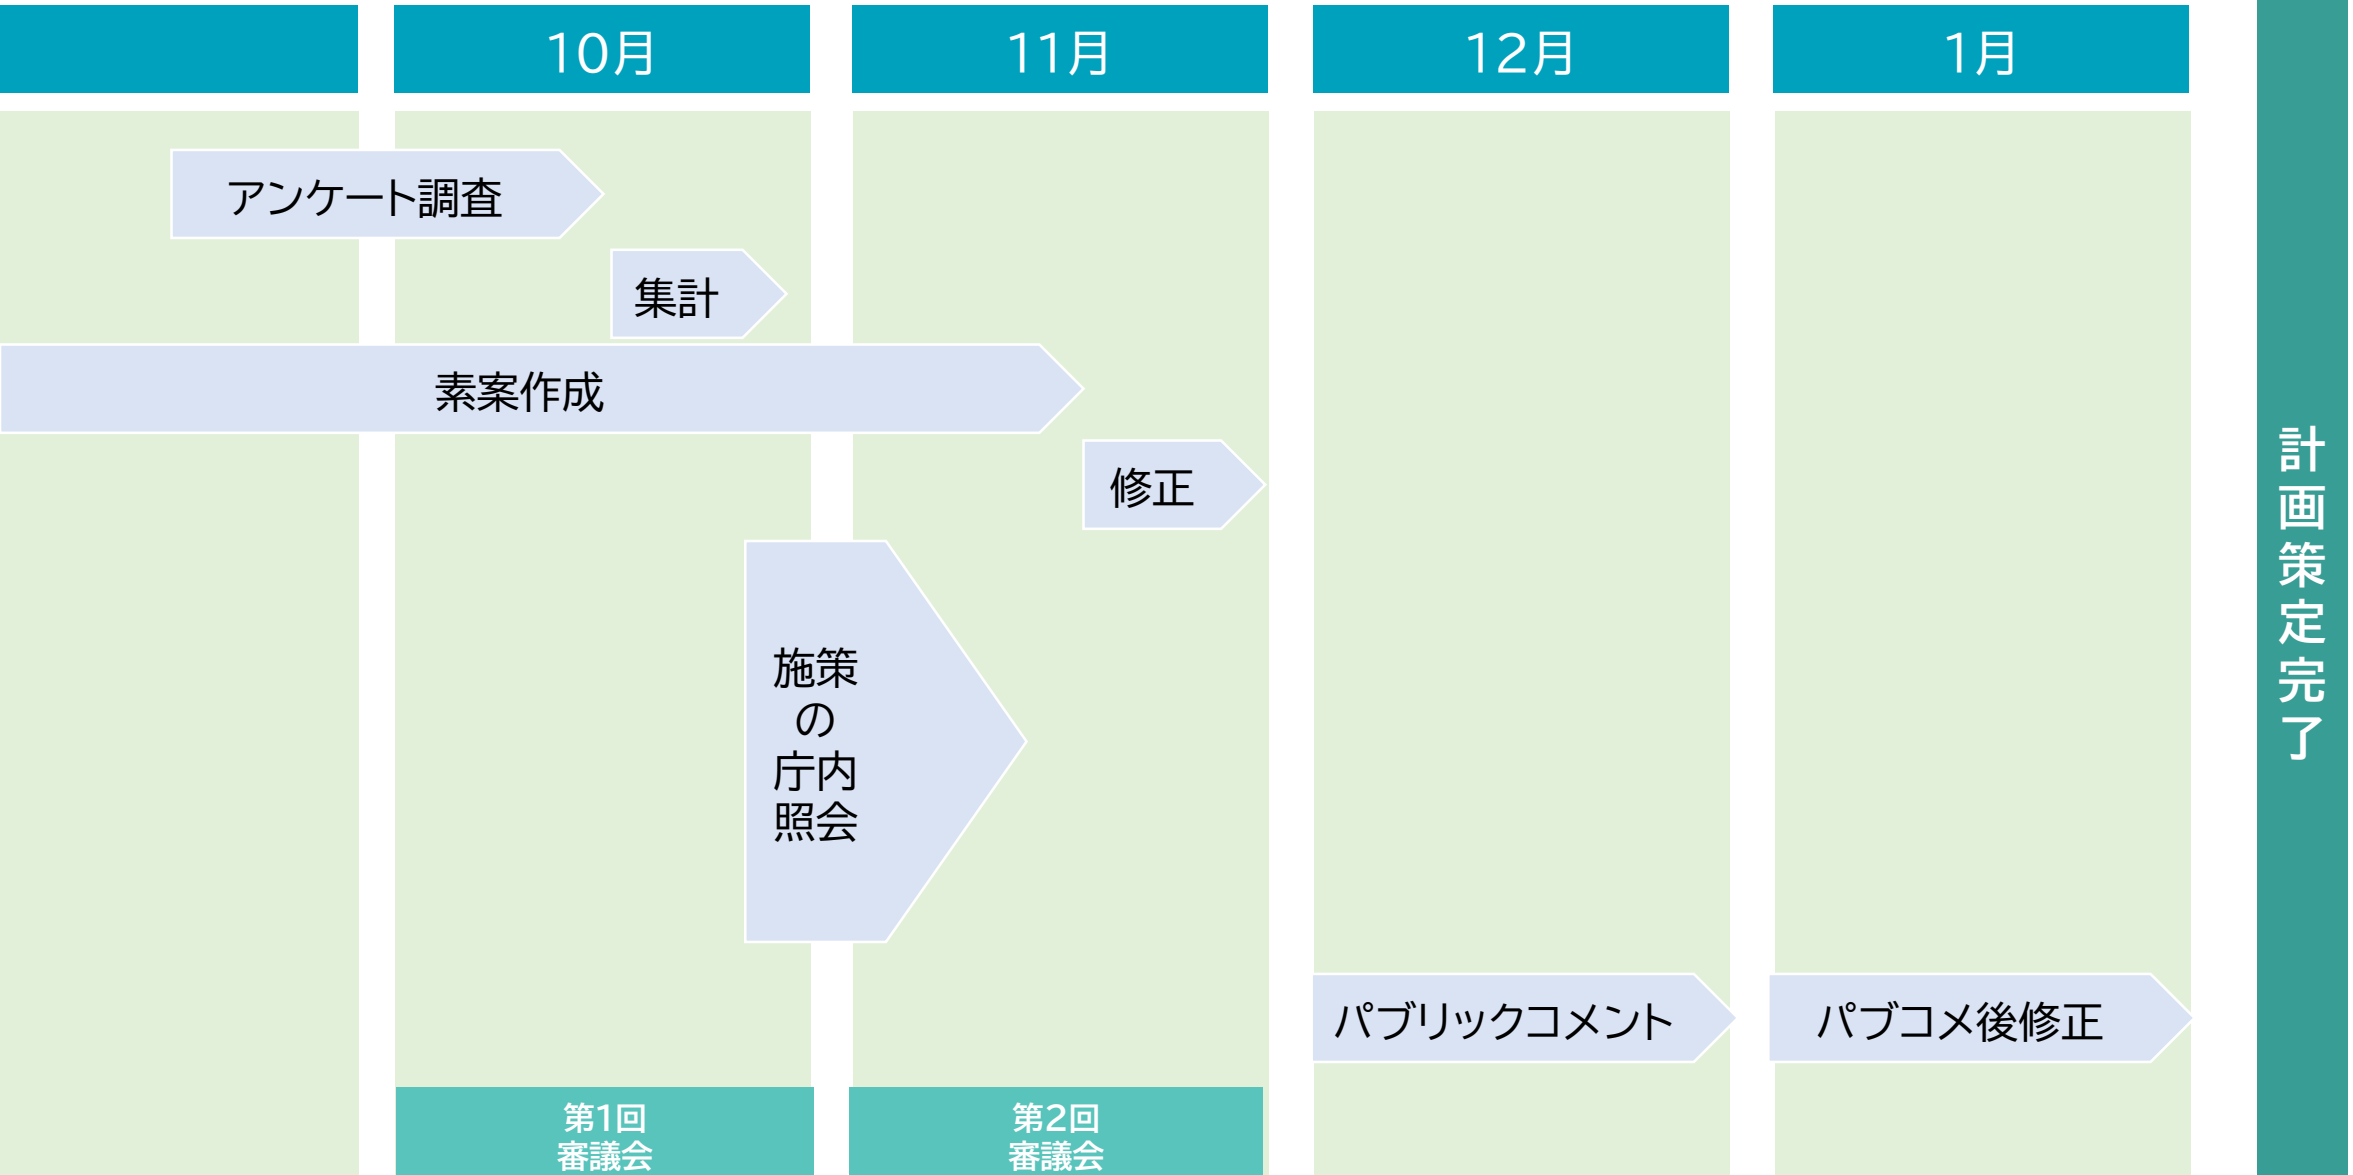 10月
11月
12月
1月
アンケート調査
集計
素案作成
修正
施策
の
庁内
照会
パブリックコメント
パブコメ後修正
第1回
審議会
第2回
審議会
計画策定完了